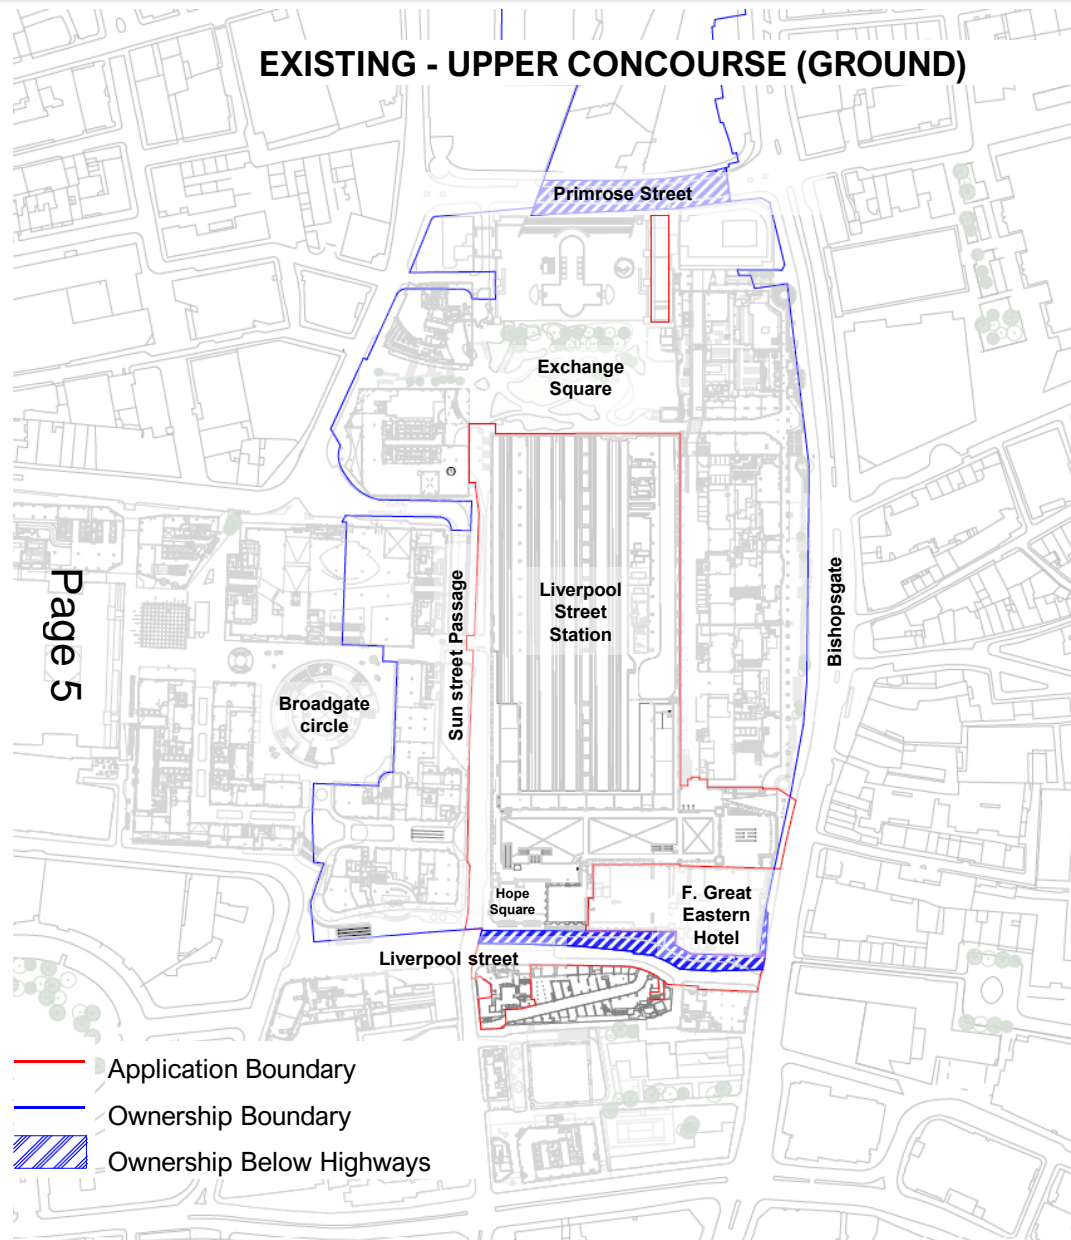 EXISTING - UPPER CONCOURSE (GROUND)
Primrose Street
Exchange
Square
Liverpool
Street
Station
Sun street Passage
Bishopsgate
Page 5
Broadgate
circle
Hope
Square
F. Great
Eastern
Hotel
Liverpool street
Application Boundary
Ownership Boundary
Ownership Below Highways